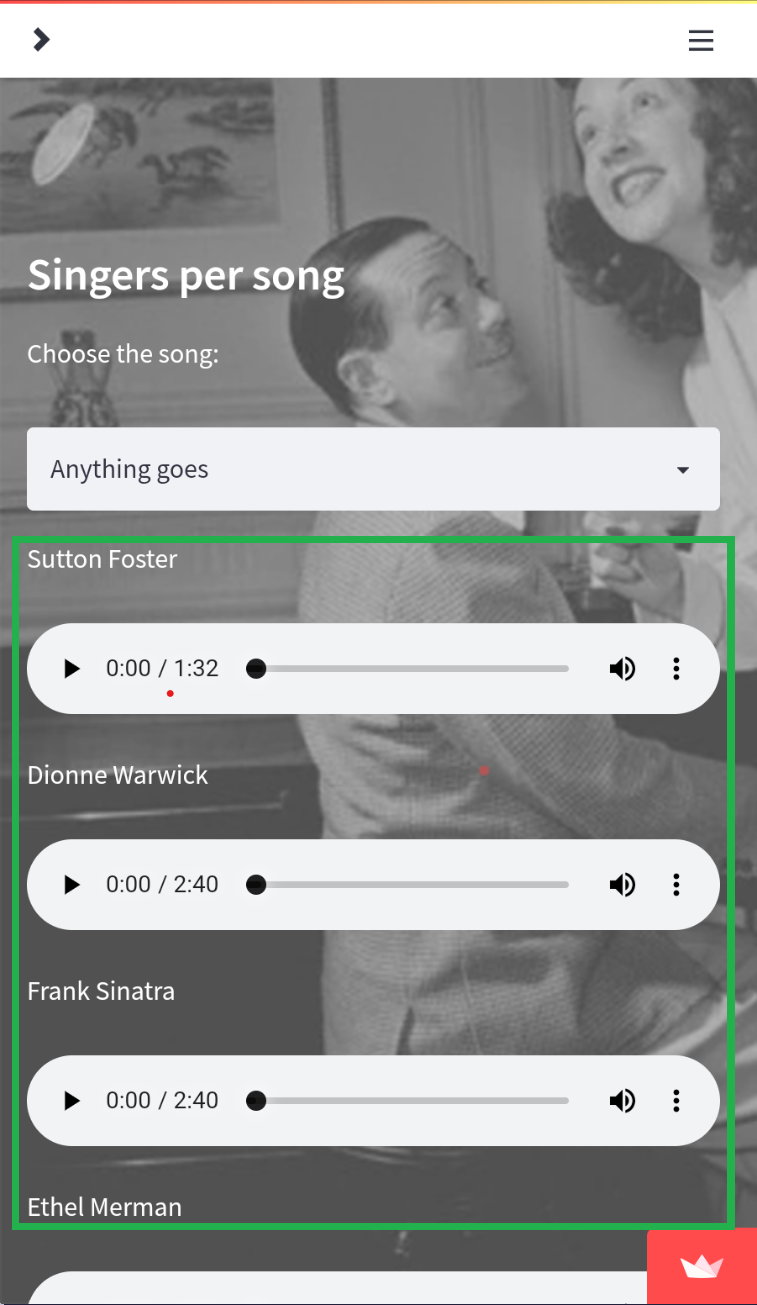 Singers per song
Choose the song:
Anything goes
Sutton Foster
0:00 / 1:32
Dionne Warwick
0:00 / 2:40
Frank Sinatra
0:00 / 2:40
Ethel Merman